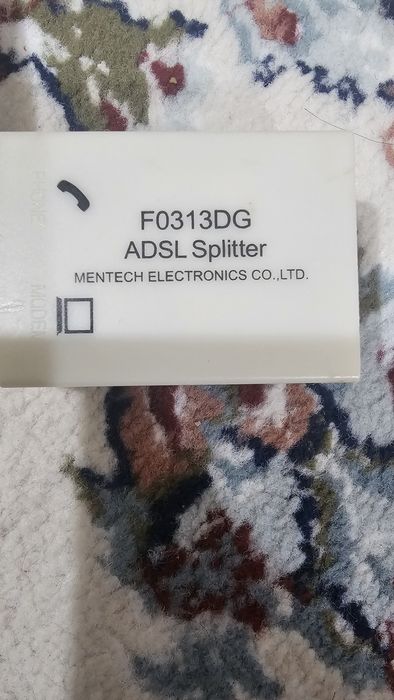 PHONE
F0313DG
ADSL Splitter
MENTECH ELECTRONICS CO.,LTD.
MODEM